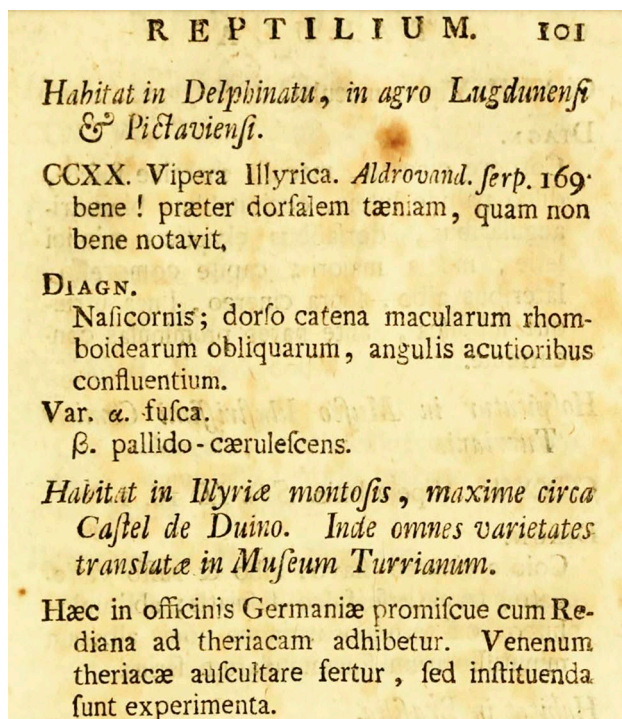 REPTILIUM. 101
Habitat in Delphinatu, in agro Lugdunenſi
& Pictavienſi.
CCXX. Vipera Illyrica. Aldrovand. ſerp. 169.
bene ! præter dorſalem tæniam, quam non
bene notavit.
DIAGN.
Naſicornis; dorſo catena macularum rhom-
boidearum obliquarum, angulis acutioribus
confluentium.
Var. α. fuſca.
β. pallido-cæruleſcens.
Habitat in Illyriæ montoſis, maxime circa
Caſtel de Duino. Inde omnes varietates
translatæ in Muſeum Turrianum.
Hæc in officinis Germaniæ promiſcue cum Re-
diana ad theriacam adhibetur. Venenum
theriacæ auſcultare fertur, ſed inſtituenda
ſunt experimenta.